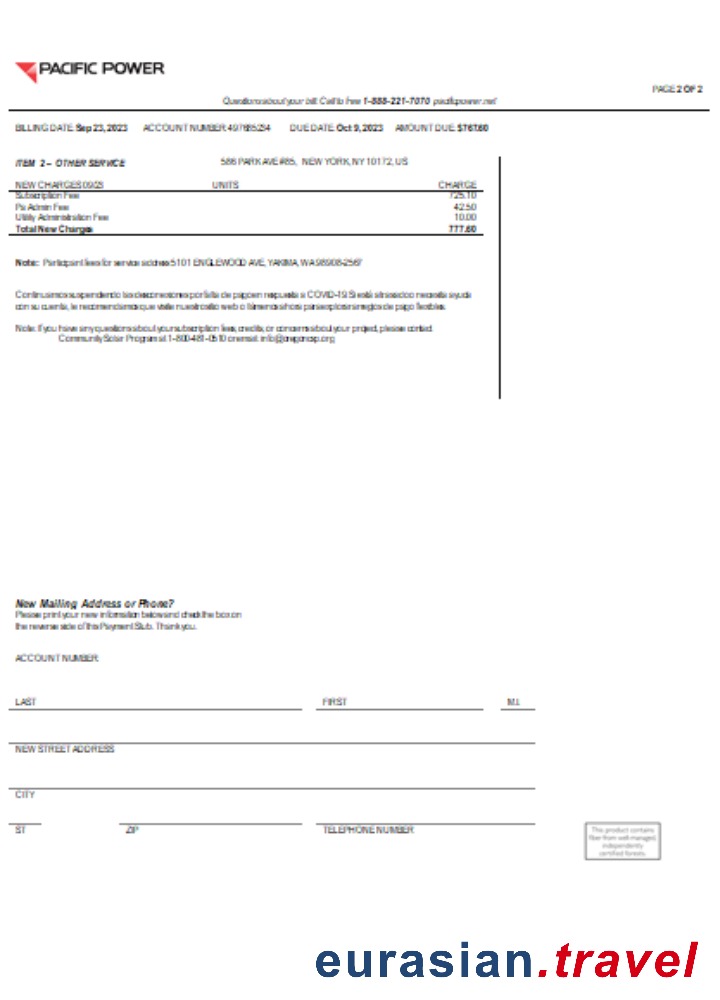 PACIFIC POWER
PAGE 2 OF 2
Questions about your bill: Call to free 1-888-221-7070 pacificpower.net
BILLING DATE: Sep 23, 2023 ACCOUNT NUMBER: DUE DATE: Oct 9, 2023 AMOUNT DUE: $767.60
ITEM 2 – OTHER SERVICE 586 PARK AVE #85, NEW YORK, NY 10172, US
NEW CHARGES 09/23 UNITS CHARGE
Subscription Fee 725.10
Ps Admin Fee 42.50
Utility Administration Fee 10.00
Total New Charges 777.60
Note: Participant fees for service address 5101 ENGLEWOOD AVE, YAKIMA, WA 98908-2567
Continuamos suspendiendo las desconexiones por falta de pago en respuesta a COVID-19. Si está atrasado o necesita ayuda
con su cuenta, le recomendamos que visite nuestro sitio web o llámenos ahora para explorar arreglos de pago flexibles.
Note: If you have any questions about your subscription fees, credits, or concerns about your project, please contact
Community Solar Program at 1-800-481-0510 or email: info@oregoncsp.org
New Mailing Address or Phone?
Please print your new information below and check the box on
the reverse side of this Payment Stub. Thank you.
ACCOUNT NUMBER:
LAST FIRST M.I.
NEW STREET ADDRESS
CITY
ST ZIP TELEPHONE NUMBER
This product contains
fiber from well-managed,
independently
certified forests.
eurasian.travel